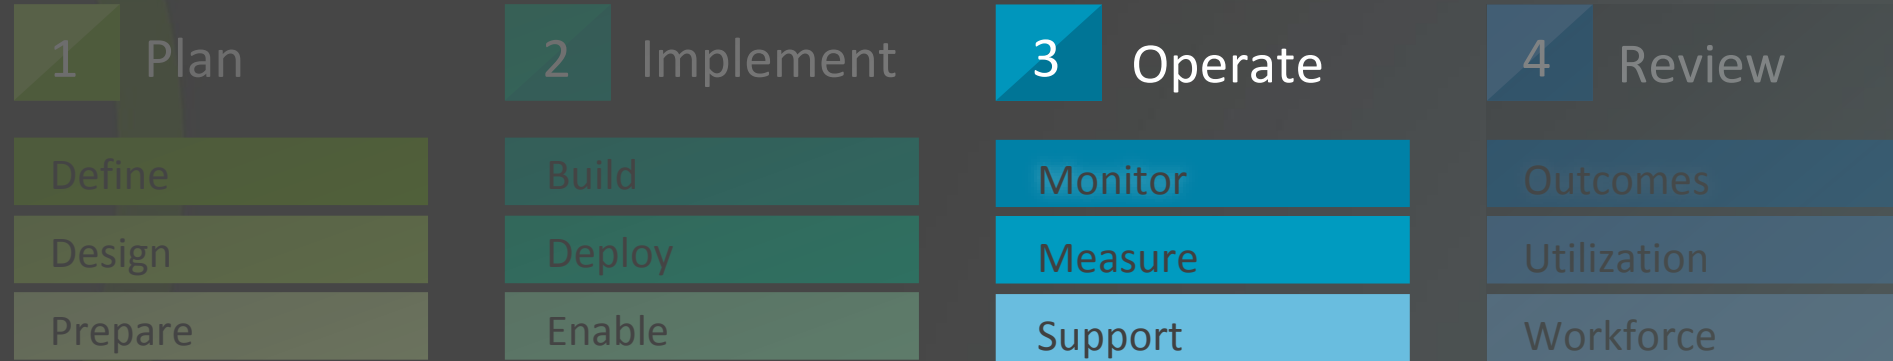 1 Plan
Define
Design
Prepare
2 Implement
Build
Deploy
Enable
3 Operate
Monitor
Measure
Support
4 Review
Outcomes
Utilization
Workforce